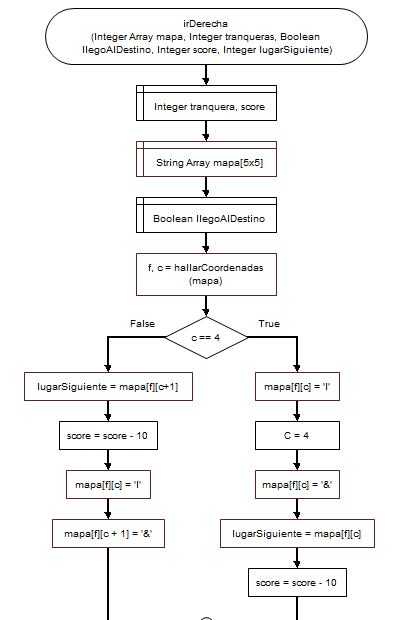 irDerecha
(Integer Array mapa, Integer tranqueras, Boolean
llegoAlDestino, Integer score, Integer lugarSiguiente)
Integer tranquera, score
String Array mapa[5x5]
Boolean llegoAlDestino
f, c = hallarCoordenadas
(mapa)
False
True
c == 4
lugarSiguiente = mapa[f][c+1]
mapa[f][c] = 'l'
score = score - 10
C = 4
mapa[f][c] = 'l'
mapa[f][c] = '&'
mapa[f][c + 1] = '&'
lugarSiguiente = mapa[f][c]
score = score - 10